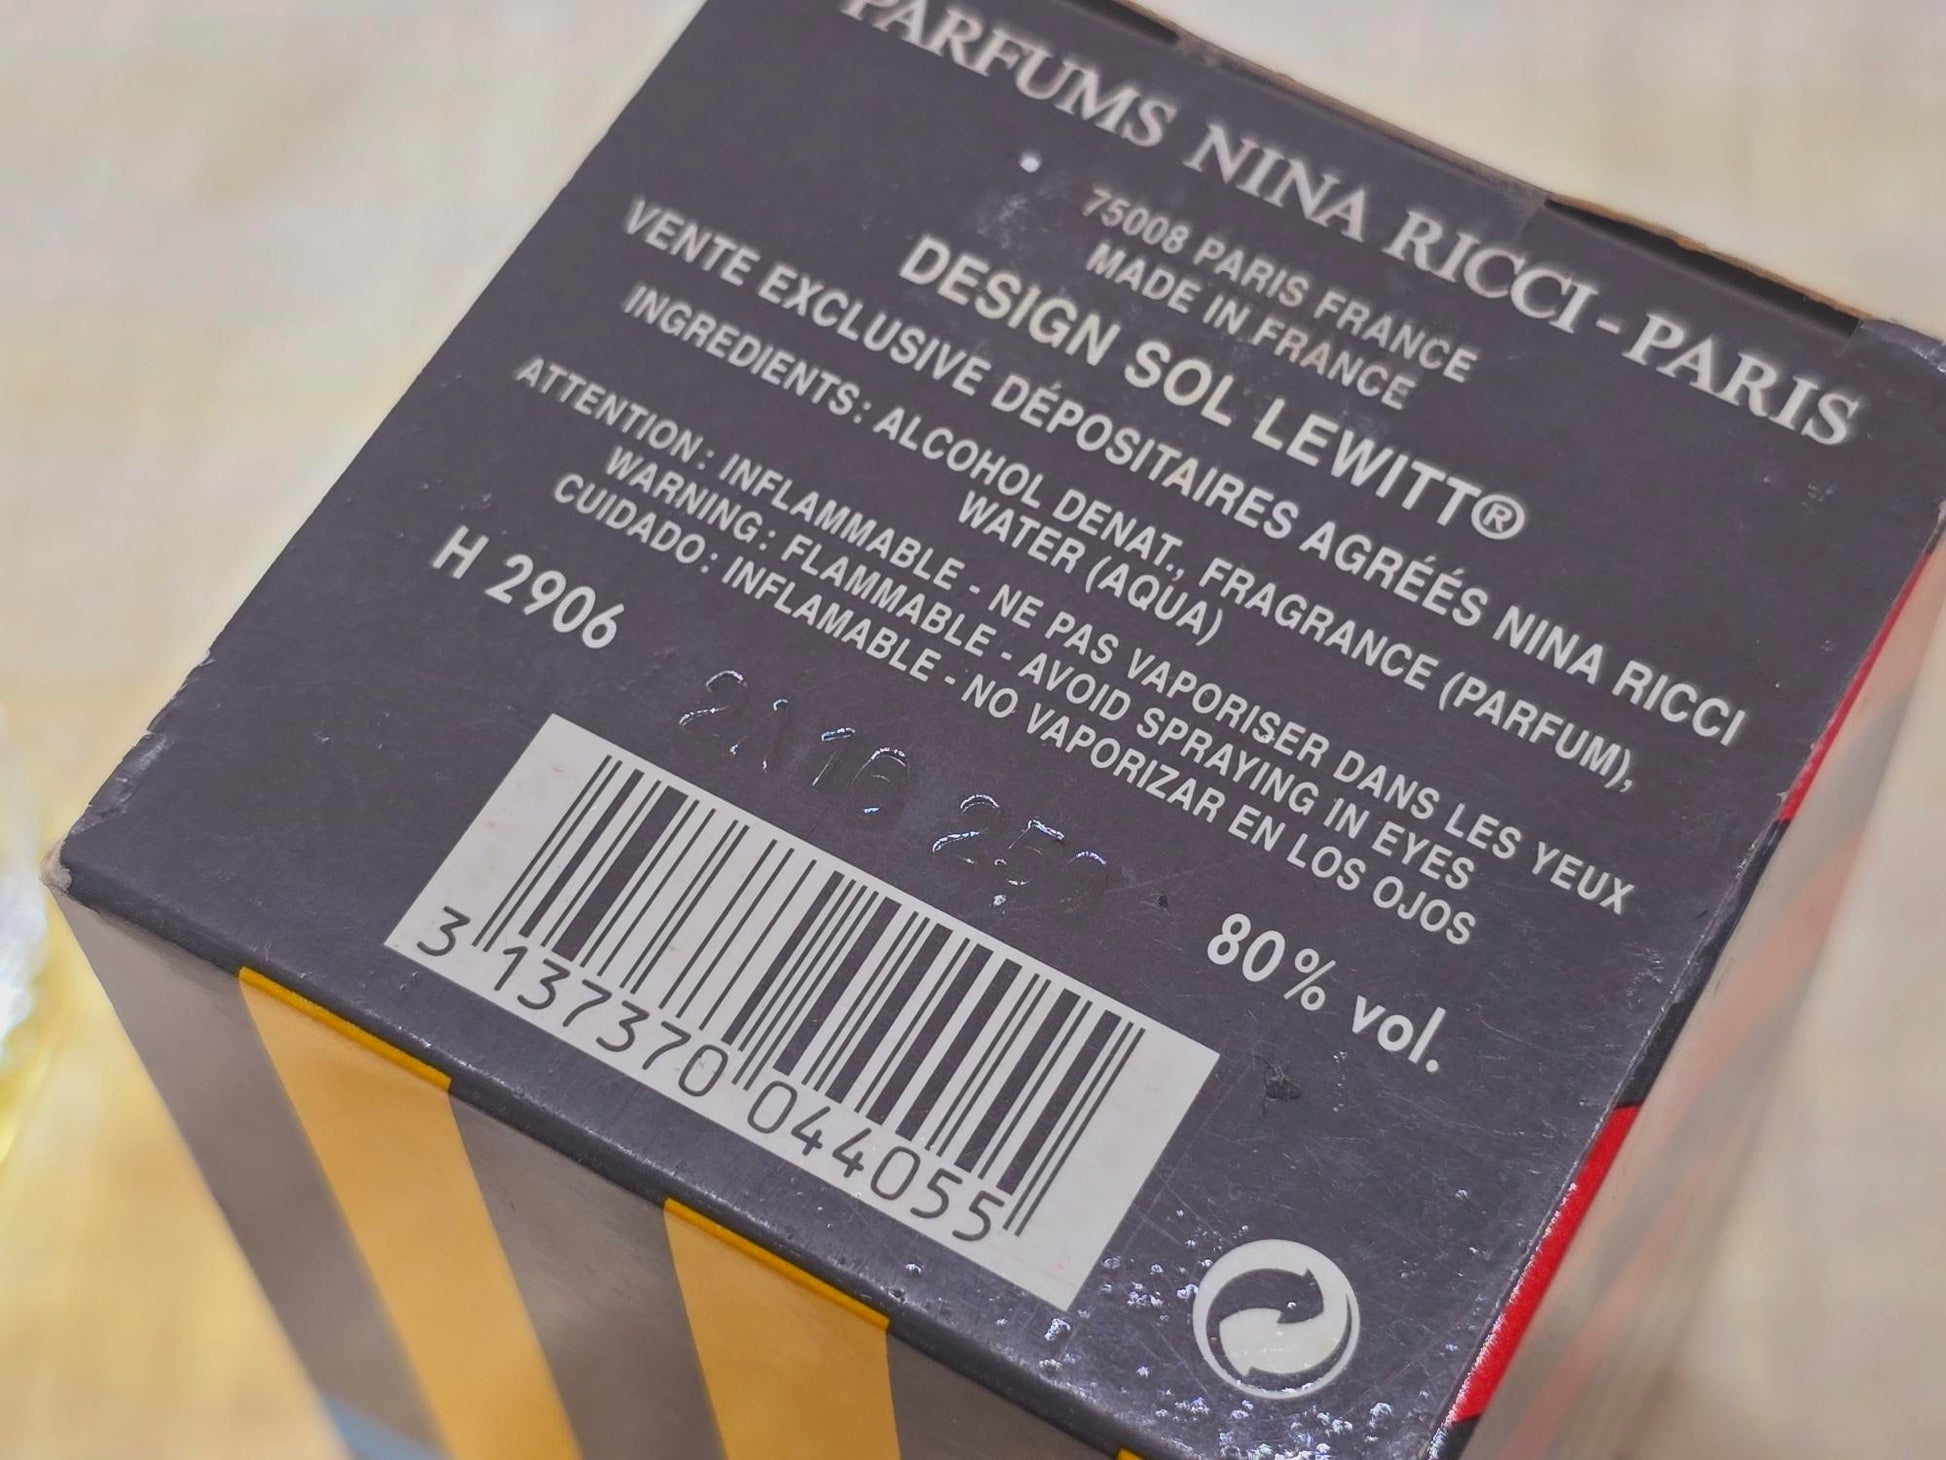 PARFUMS NINA RICCI - PARIS
75008 PARIS FRANCE
MADE IN FRANCE
DESIGN SOL LEWITT®
VENTE EXCLUSIVE DÉPOSITAIRES AGRÉÉS NINA RICCI
INGREDIENTS: ALCOHOL DENAT., FRAGRANCE (PARFUM),
WATER (AQUA)
ATTENTION: INFLAMMABLE - NE PAS VAPORISER DANS LES YEUX
WARNING: FLAMMABLE - AVOID SPRAYING IN EYES
CUIDADO: INFLAMABLE - NO VAPORIZAR EN LOS OJOS
H 2906
80% vol.
3 137370 044055